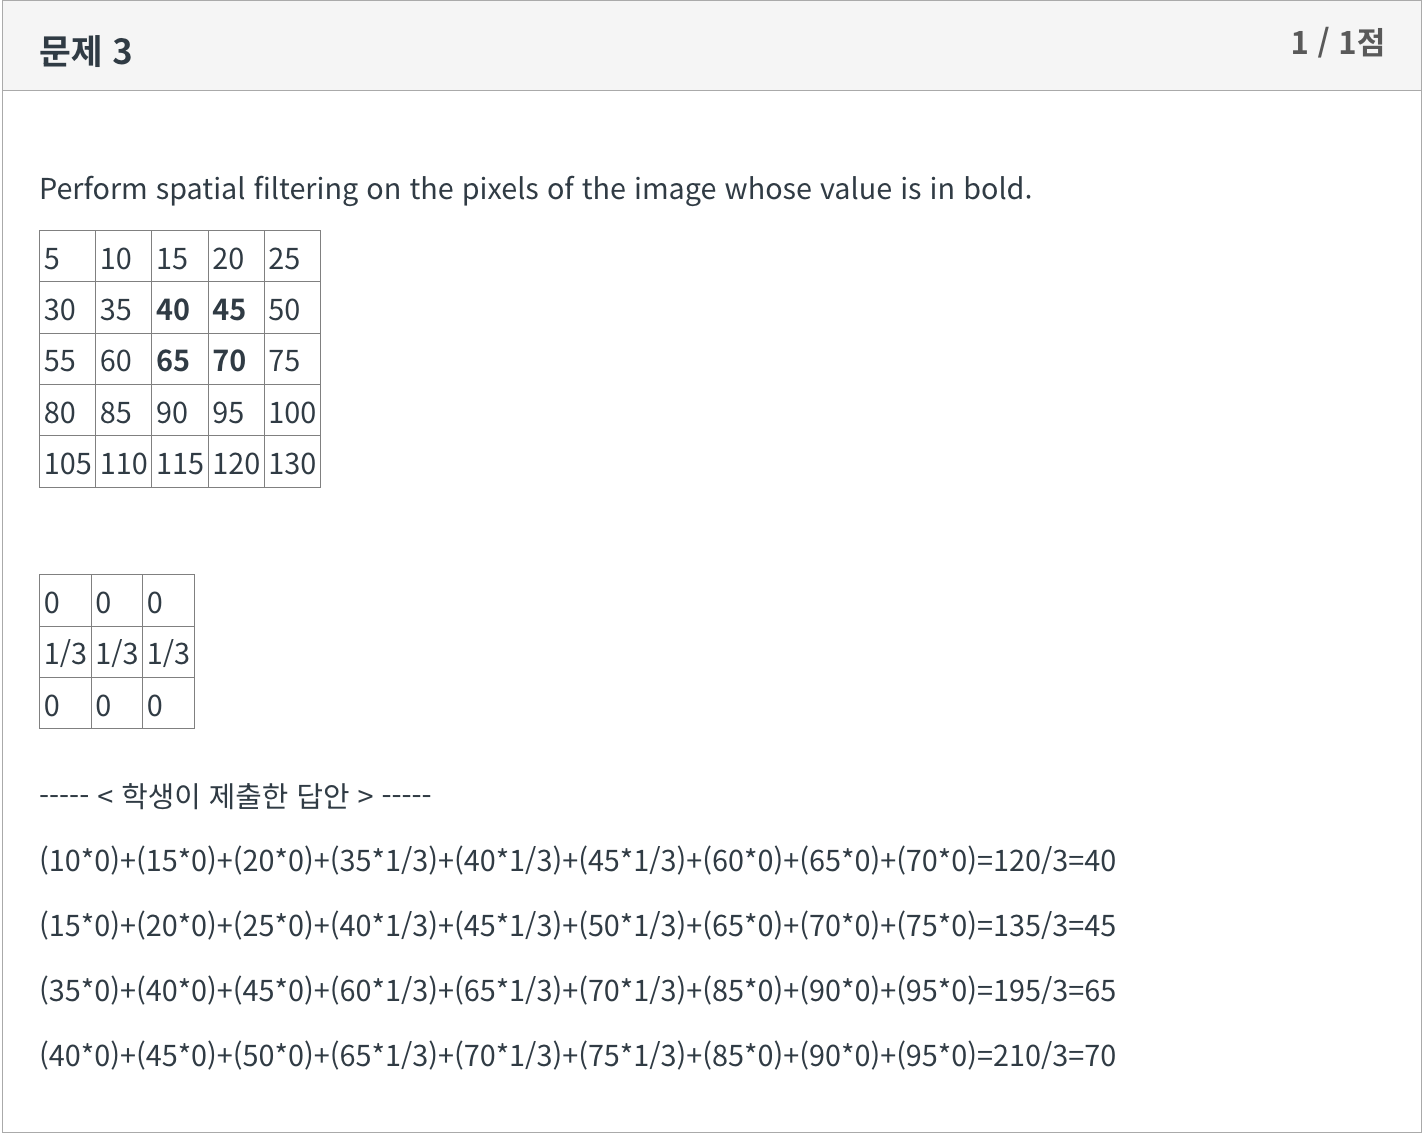 문제 3
1 / 1점
Perform spatial filtering on the pixels of the image whose value is in bold.
5 10 15 20 25
30 35 40 45 50
55 60 65 70 75
80 85 90 95 100
105 110 115 120 130
0 0 0
1/3 1/3 1/3
0 0 0
----- < 학생이 제출한 답안 > -----
(10*0)+(15*0)+(20*0)+(35*1/3)+(40*1/3)+(45*1/3)+(60*0)+(65*0)+(70*0)=120/3=40
(15*0)+(20*0)+(25*0)+(40*1/3)+(45*1/3)+(50*1/3)+(65*0)+(70*0)+(75*0)=135/3=45
(35*0)+(40*0)+(45*0)+(60*1/3)+(65*1/3)+(70*1/3)+(85*0)+(90*0)+(95*0)=195/3=65
(40*0)+(45*0)+(50*0)+(65*1/3)+(70*1/3)+(75*1/3)+(85*0)+(90*0)+(95*0)=210/3=70